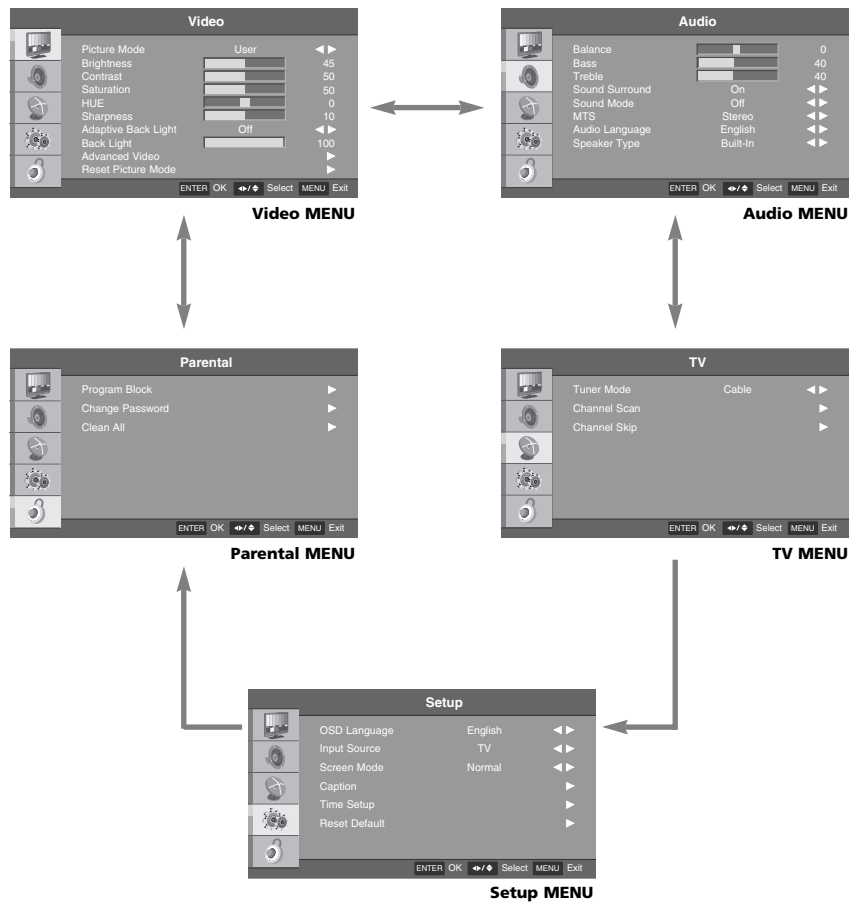 Video
Picture Mode User
Brightness 45
Contrast 50
Saturation 50
HUE 0
Sharpness 10
Adaptive Back Light Off
Back Light 100
Advanced Video
Reset Picture Mode
ENTER OK Select MENU Exit
Video MENU
Audio
Balance 0
Bass 40
Treble 40
Sound Surround On
Sound Mode Off
MTS Stereo
Audio Language English
Speaker Type Built-In
ENTER OK Select MENU Exit
Audio MENU
Parental
Program Block
Change Password
Clean All
ENTER OK Select MENU Exit
Parental MENU
TV
Tuner Mode Cable
Channel Scan
Channel Skip
ENTER OK Select MENU Exit
TV MENU
Setup
OSD Language English
Input Source TV
Screen Mode Normal
Caption
Time Setup
Reset Default
ENTER OK Select MENU Exit
Setup MENU